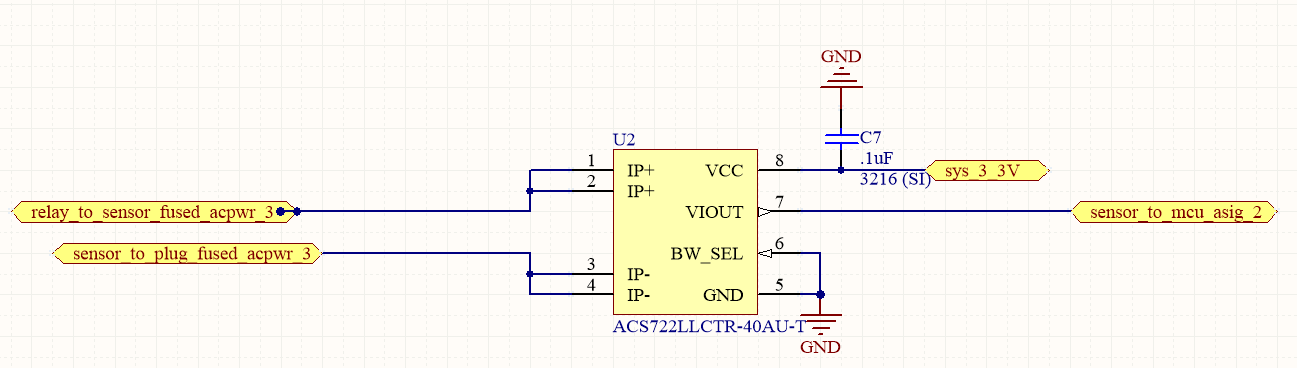 GND
C7
.1uF
3216 (SI)
sys_3_3V
U2
1
IP+
VCC
8
2
IP+
relay_to_sensor_fused_acpwr_3
VIOUT
7
sensor_to_mcu_asig_2
sensor_to_plug_fused_acpwr_3
BW_SEL
6
3
IP-
4
IP-
GND
5
ACS722LLCTR-40AU-T
GND